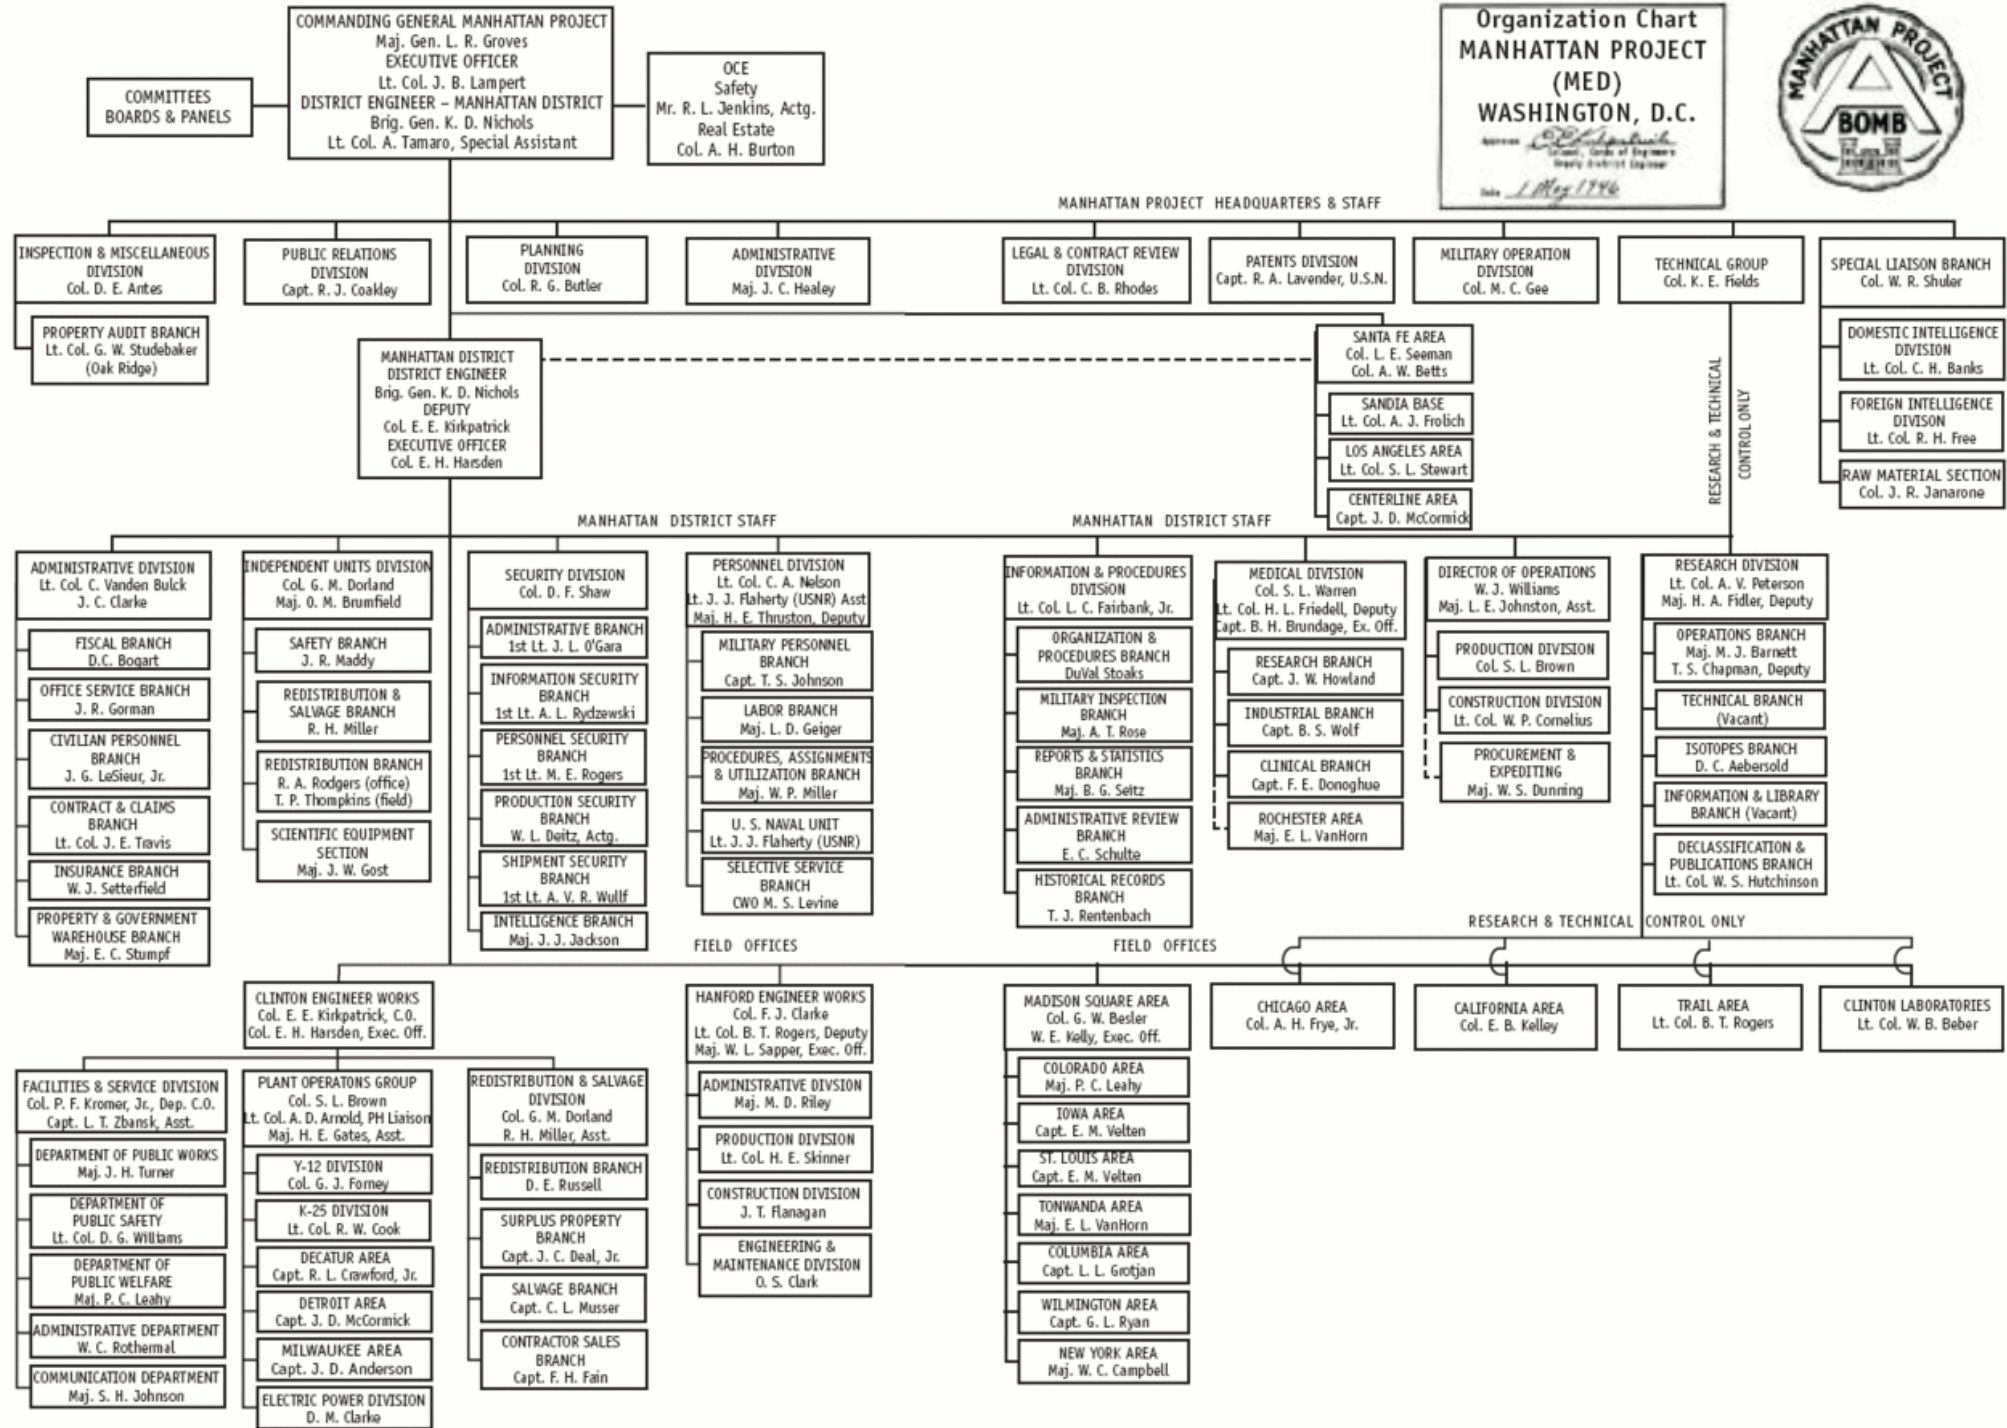 COMMANDING GENERAL MANHATTAN PROJECT
Maj. Gen. L. R. Groves
EXECUTIVE OFFICER
Lt. Col. J. B. Lampert
DISTRICT ENGINEER – MANHATTAN DISTRICT
Brig. Gen. K. D. Nichols
Lt. Col. A. Tamaro, Special Assistant
COMMITTEES
BOARDS & PANELS
OCE
Safety
Mr. R. L. Jenkins, Actg.
Real Estate
Col. A. H. Burton
Organization Chart
MANHATTAN PROJECT
(MED)
WASHINGTON, D.C.
Approved
Colonel, Corps of Engineers
Deputy District Engineer
Date 1 May 1946
MANHATTAN PROJECT
A
BOMB
MANHATTAN PROJECT HEADQUARTERS & STAFF
INSPECTION & MISCELLANEOUS
DIVISION
Col. D. E. Antes
PROPERTY AUDIT BRANCH
Lt. Col. G. W. Studebaker
(Oak Ridge)
PUBLIC RELATIONS
DIVISION
Capt. R. J. Coakley
PLANNING
DIVISION
Col. R. G. Butler
ADMINISTRATIVE
DIVISION
Maj. J. C. Healey
LEGAL & CONTRACT REVIEW
DIVISION
Lt. Col. C. B. Rhodes
PATENTS DIVISION
Capt. R. A. Lavender, U.S.N.
MILITARY OPERATION
DIVISION
Col. M. C. Gee
TECHNICAL GROUP
Col. K. E. Fields
SPECIAL LIAISON BRANCH
Col. W. R. Shuler
DOMESTIC INTELLIGENCE
DIVISION
Lt. Col. C. H. Banks
FOREIGN INTELLIGENCE
DIVISON
Lt. Col. R. H. Free
RAW MATERIAL SECTION
Col. J. R. Janarone
MANHATTAN DISTRICT
DISTRICT ENGINEER
Brig. Gen. K. D. Nichols
DEPUTY
Col. E. E. Kirkpatrick
EXECUTIVE OFFICER
Col. E. H. Harsden
SANTA FE AREA
Col. L. E. Seeman
Col. A. W. Betts
SANDIA BASE
Lt. Col. A. J. Frolich
LOS ANGELES AREA
Lt. Col. S. L. Stewart
CENTERLINE AREA
Capt. J. D. McCormick
RESEARCH & TECHNICAL
CONTROL ONLY
MANHATTAN DISTRICT STAFF
MANHATTAN DISTRICT STAFF
ADMINISTRATIVE DIVISION
Lt. Col. C. Vanden Bulck
J. C. Clarke
FISCAL BRANCH
D.C. Bogart
OFFICE SERVICE BRANCH
J. R. Gorman
CIVILIAN PERSONNEL
BRANCH
J. G. LeSieur, Jr.
CONTRACT & CLAIMS
BRANCH
Lt. Col. J. E. Travis
INSURANCE BRANCH
W. J. Setterfield
PROPERTY & GOVERNMENT
WAREHOUSE BRANCH
Maj. E. C. Stumpf
INDEPENDENT UNITS DIVISION
Col. G. M. Dorland
Maj. O. M. Brumfield
SAFETY BRANCH
J. R. Maddy
REDISTRIBUTION &
SALVAGE BRANCH
R. H. Miller
REDISTRIBUTION BRANCH
R. A. Rodgers (office)
T. P. Thompkins (field)
SCIENTIFIC EQUIPMENT
SECTION
Maj. J. W. Gost
SECURITY DIVISION
Col. D. F. Shaw
ADMINISTRATIVE BRANCH
1st Lt. J. L. O'Gara
INFORMATION SECURITY
BRANCH
1st Lt. A. L. Rydzewski
PERSONNEL SECURITY
BRANCH
1st Lt. M. E. Rogers
PRODUCTION SECURITY
BRANCH
W. L. Deitz, Actg.
SHIPMENT SECURITY
BRANCH
1st Lt. A. V. R. Wullf
INTELLIGENCE BRANCH
Maj. J. J. Jackson
PERSONNEL DIVISION
Lt. Col. C. A. Nelson
Lt. J. J. Flaherty (USNR) Asst
Maj. H. E. Thruston, Deputy
MILITARY PERSONNEL
BRANCH
Capt. T. S. Johnson
LABOR BRANCH
Maj. L. D. Geiger
PROCEDURES, ASSIGNMENTS
& UTILIZATION BRANCH
Maj. W. P. Miller
U. S. NAVAL UNIT
Lt. J. J. Flaherty (USNR)
SELECTIVE SERVICE
BRANCH
CWO M. S. Levine
INFORMATION & PROCEDURES
DIVISION
Lt. Col. L. C. Fairbank, Jr.
ORGANIZATION &
PROCEDURES BRANCH
DuVal Stoaks
MILITARY INSPECTION
BRANCH
Maj. A. T. Rose
REPORTS & STATISTICS
BRANCH
Maj. B. G. Seitz
ADMINISTRATIVE REVIEW
BRANCH
E. C. Schulte
HISTORICAL RECORDS
BRANCH
T. J. Rentenbach
MEDICAL DIVISION
Col. S. L. Warren
Lt. Col. H. L. Friedell, Deputy
Capt. B. H. Brundage, Ex. Off.
RESEARCH BRANCH
Capt. J. W. Howland
INDUSTRIAL BRANCH
Capt. B. S. Wolf
CLINICAL BRANCH
Capt. F. E. Donoghue
ROCHESTER AREA
Maj. E. L. VanHorn
DIRECTOR OF OPERATIONS
W. J. Williams
Maj. L. E. Johnston, Asst.
PRODUCTION DIVISION
Col. S. L. Brown
CONSTRUCTION DIVISION
Lt. Col. W. P. Cornelius
PROCUREMENT &
EXPEDITING
Maj. W. S. Dunning
RESEARCH DIVISION
Lt. Col. A. V. Peterson
Maj. H. A. Fidler, Deputy
OPERATIONS BRANCH
Maj. M. J. Barnett
T. S. Chapman, Deputy
TECHNICAL BRANCH
(Vacant)
ISOTOPES BRANCH
D. C. Aebersold
INFORMATION & LIBRARY
BRANCH (Vacant)
DECLASSIFICATION &
PUBLICATIONS BRANCH
Lt. Col. W. S. Hutchinson
FIELD OFFICES
FIELD OFFICES
RESEARCH & TECHNICAL CONTROL ONLY
CLINTON ENGINEER WORKS
Col. E. E. Kirkpatrick, C.O.
Col. E. H. Harsden, Exec. Off.
FACILITIES & SERVICE DIVISION
Col. P. F. Kromer, Jr., Dep. C.O.
Capt. L. T. Zbansk, Asst.
DEPARTMENT OF PUBLIC WORKS
Maj. J. H. Turner
DEPARTMENT OF
PUBLIC SAFETY
Lt. Col. D. G. Williams
DEPARTMENT OF
PUBLIC WELFARE
Maj. P. C. Leahy
ADMINISTRATIVE DEPARTMENT
W. C. Rothermal
COMMUNICATION DEPARTMENT
Maj. S. H. Johnson
PLANT OPERATONS GROUP
Col. S. L. Brown
Lt. Col. A. D. Arnold, PH Liaison
Maj. H. E. Gates, Asst.
Y-12 DIVISION
Col. G. J. Forney
K-25 DIVISION
Lt. Col. R. W. Cook
DECATUR AREA
Capt. R. L. Crawford, Jr.
DETROIT AREA
Capt. J. D. McCormick
MILWAUKEE AREA
Capt. J. D. Anderson
ELECTRIC POWER DIVISION
D. M. Clarke
REDISTRIBUTION & SALVAGE
DIVISION
Col. G. M. Dorland
R. H. Miller, Asst.
REDISTRIBUTION BRANCH
D. E. Russell
SURPLUS PROPERTY
BRANCH
Capt. J. C. Deal, Jr.
SALVAGE BRANCH
Capt. C. L. Musser
CONTRACTOR SALES
BRANCH
Capt. F. H. Fain
HANFORD ENGINEER WORKS
Col. F. J. Clarke
Lt. Col. B. T. Rogers, Deputy
Maj. W. L. Sapper, Exec. Off.
ADMINISTRATIVE DIVSION
Maj. M. D. Riley
PRODUCTION DIVISION
Lt. Col. H. E. Skinner
CONSTRUCTION DIVISION
J. T. Flanagan
ENGINEERING &
MAINTENANCE DIVISION
O. S. Clark
MADISON SQUARE AREA
Col. G. W. Besler
W. E. Kelly, Exec. Off.
COLORADO AREA
Maj. P. C. Leahy
IOWA AREA
Capt. E. M. Velten
ST. LOUIS AREA
Capt. E. M. Velten
TONWANDA AREA
Maj. E. L. VanHorn
COLUMBIA AREA
Capt. L. L. Grotjan
WILMINGTON AREA
Capt. G. L. Ryan
NEW YORK AREA
Maj. W. C. Campbell
CHICAGO AREA
Col. A. H. Frye, Jr.
CALIFORNIA AREA
Col. E. B. Kelley
TRAIL AREA
Lt. Col. B. T. Rogers
CLINTON LABORATORIES
Lt. Col. W. B. Beber